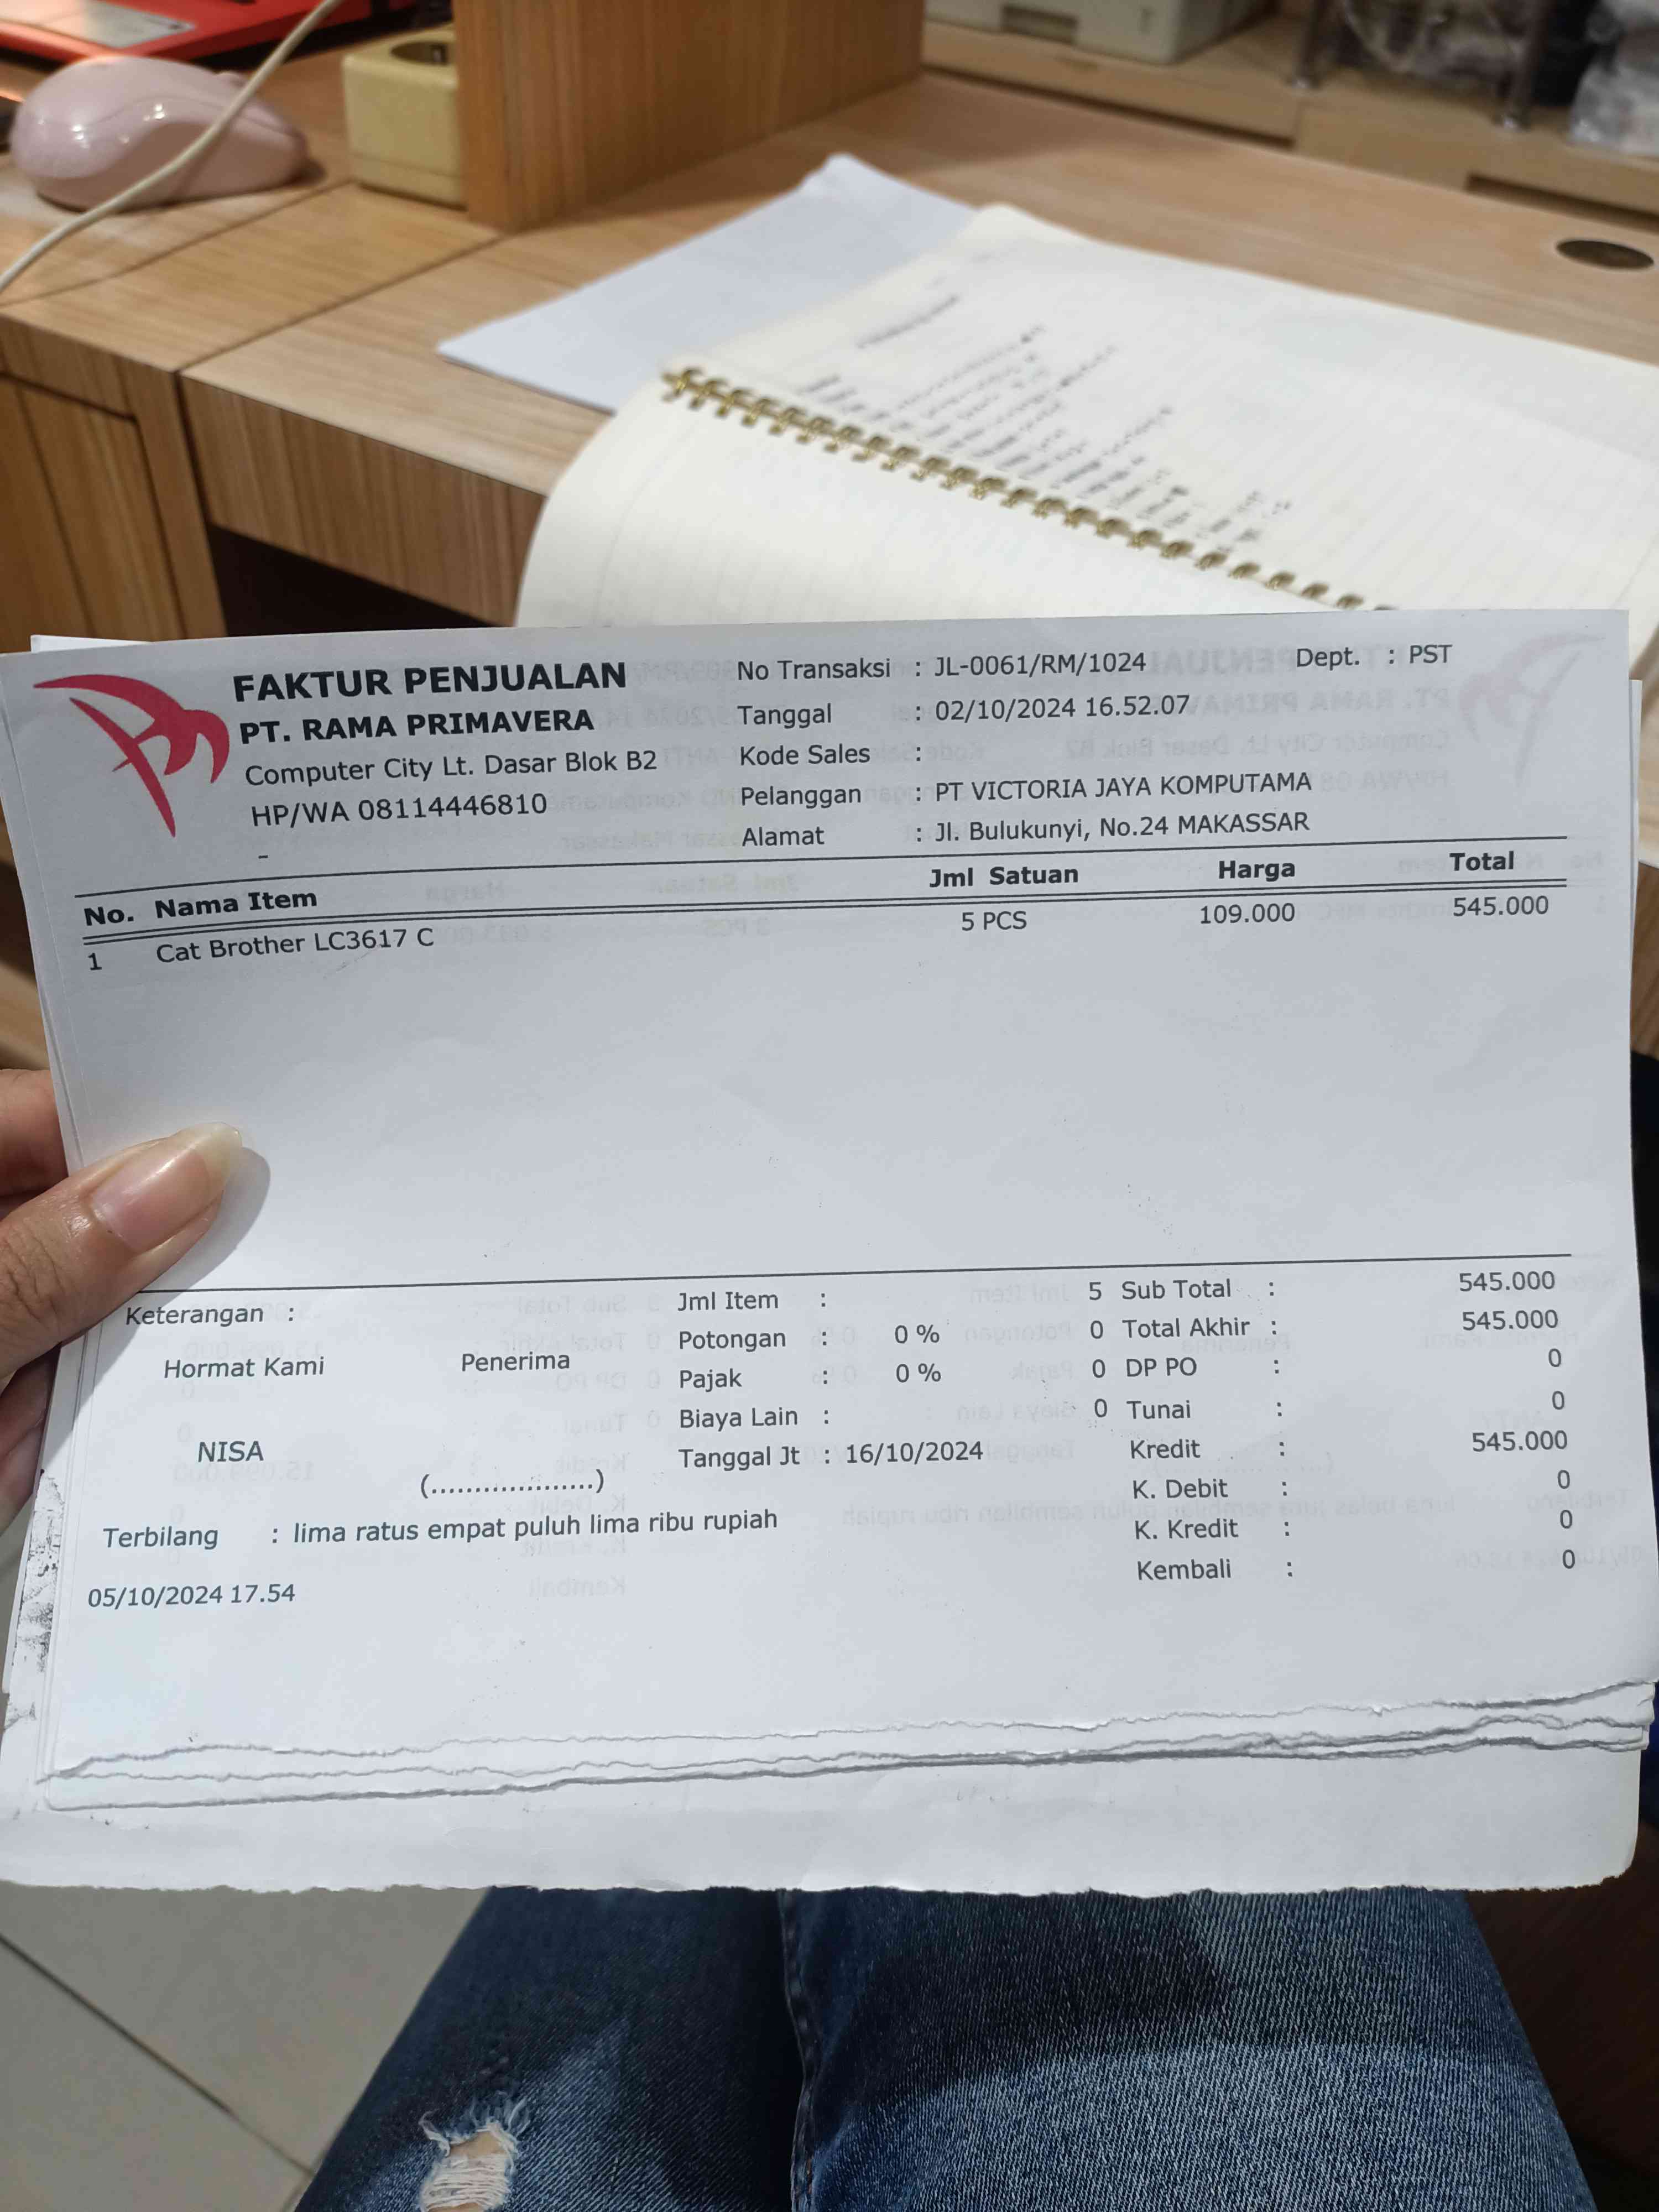 FAKTUR PENJUALAN
PT. RAMA PRIMAVERA
Computer City Lt. Dasar Blok B2
HP/WA 08114446810
-
No Transaksi : JL-0061/RM/1024 Dept. : PST
Tanggal : 02/10/2024 16.52.07
Kode Sales :
Pelanggan : PT VICTORIA JAYA KOMPUTAMA
Alamat : Jl. Bulukunyi, No.24 MAKASSAR
No. Nama Item Jml Satuan Harga Total
1 Cat Brother LC3617 C 5 PCS 109.000 545.000
Keterangan :
Hormat Kami Penerima
NISA
(....................)
Jml Item : 5
Potongan : 0 % 0
Pajak : 0 % 0
Biaya Lain : 0
Tanggal Jt : 16/10/2024
Sub Total : 545.000
Total Akhir : 545.000
DP PO : 0
Tunai : 0
Kredit : 545.000
K. Debit : 0
K. Kredit : 0
Kembali : 0
Terbilang : lima ratus empat puluh lima ribu rupiah
05/10/2024 17.54